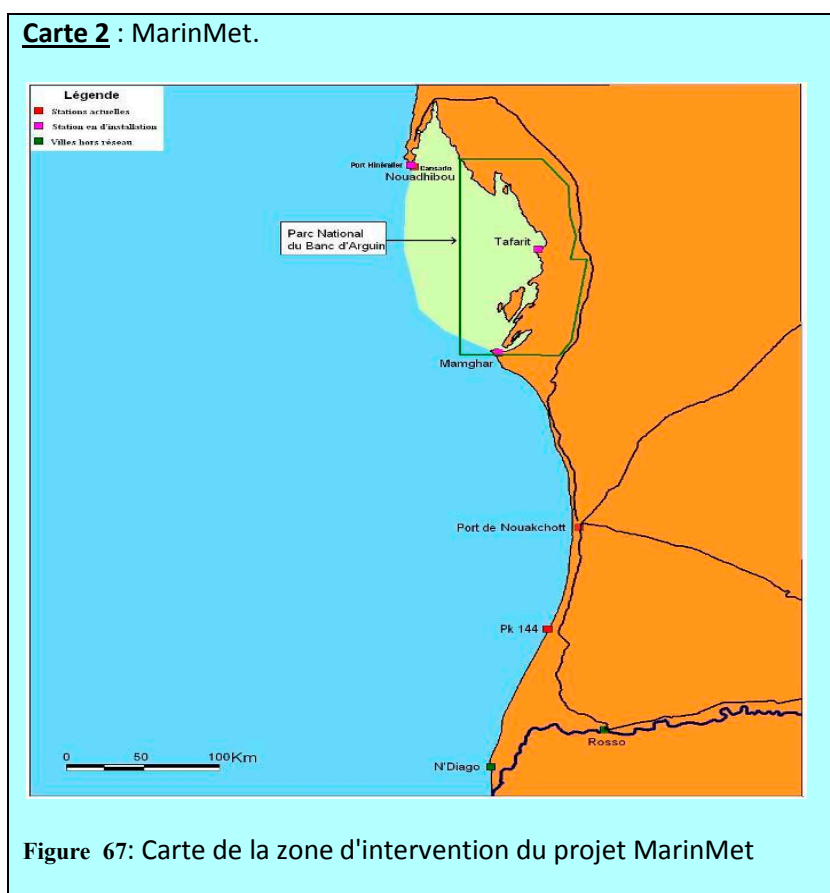 Carte 2 : MarinMet.
Légende
Stations actuelles
Station en d'installation
Villes hors réseau
Port Minéralier
Cansado
Nouadhibou
Parc National
du Banc d'Arguin
Tafarit
Mamghar
Port de Nouakchott
Pk 144
Rosso
N'Diago
0 50 100Km
Figure 67: Carte de la zone d'intervention du projet MarinMet